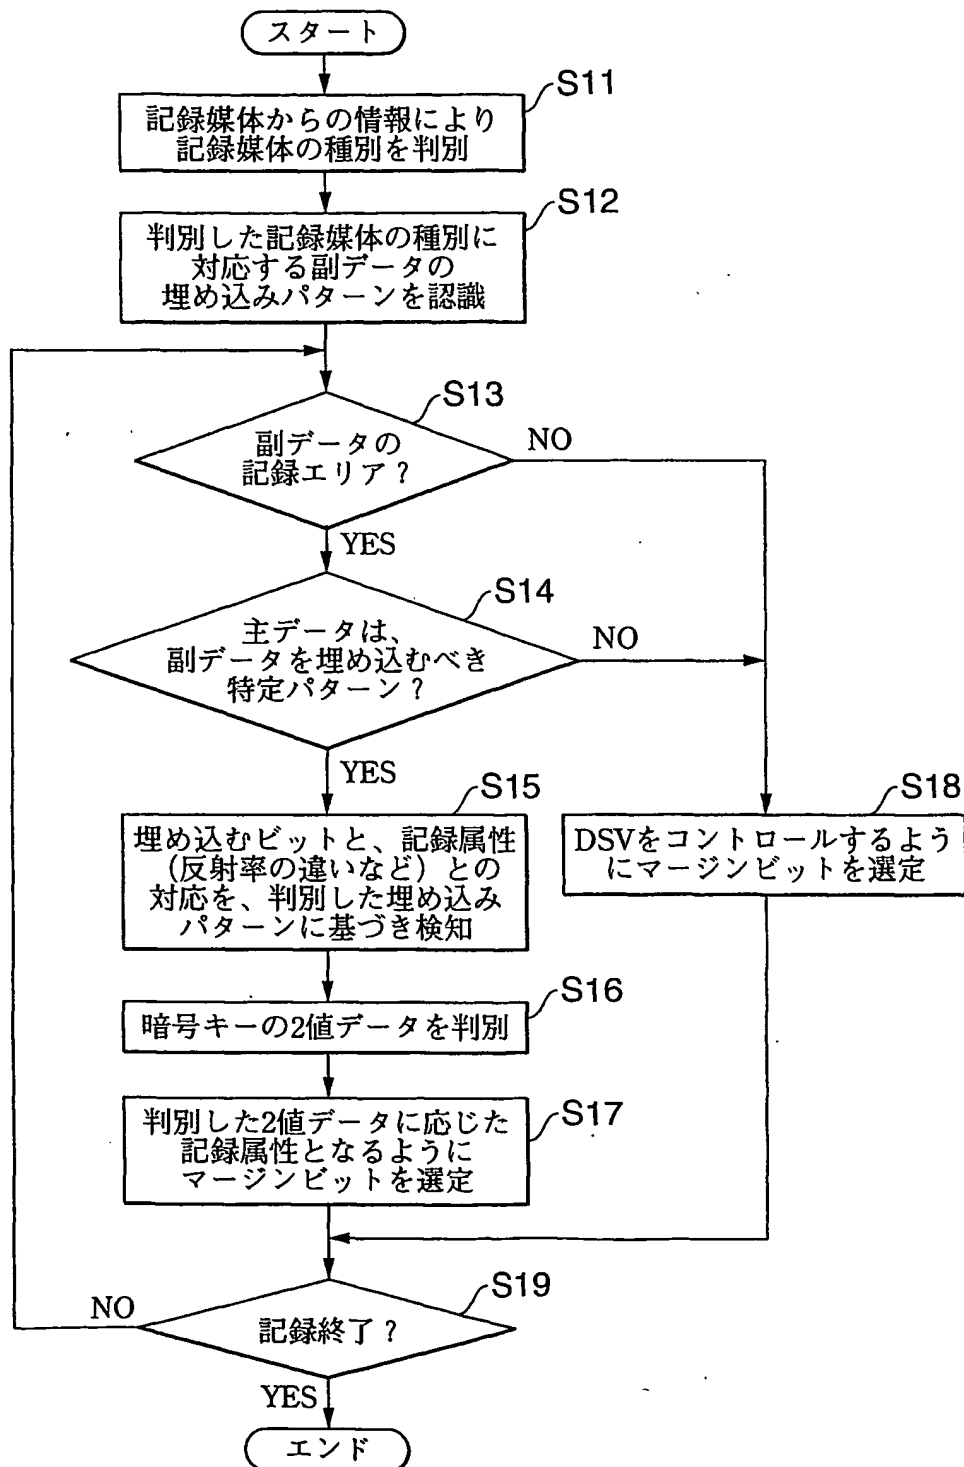 スタート
S11
記録媒体からの情報により
記録媒体の種別を判別
S12
判別した記録媒体の種別に
対応する副データの
埋め込みパターンを認識
S13
副データの
記録エリア?
NO
YES
S14
主データは、
副データを埋め込むべき
特定パターン?
NO
YES
S15
埋め込むビットと、記録属性
(反射率の違いなど)との
対応を、判別した埋め込み
パターンに基づき検知
S18
DSVをコントロールするよう
にマージンビットを選定
S16
暗号キーの2値データを判別
S17
判別した2値データに応じた
記録属性となるように
マージンビットを選定
S19
記録終了?
NO
YES
エンド